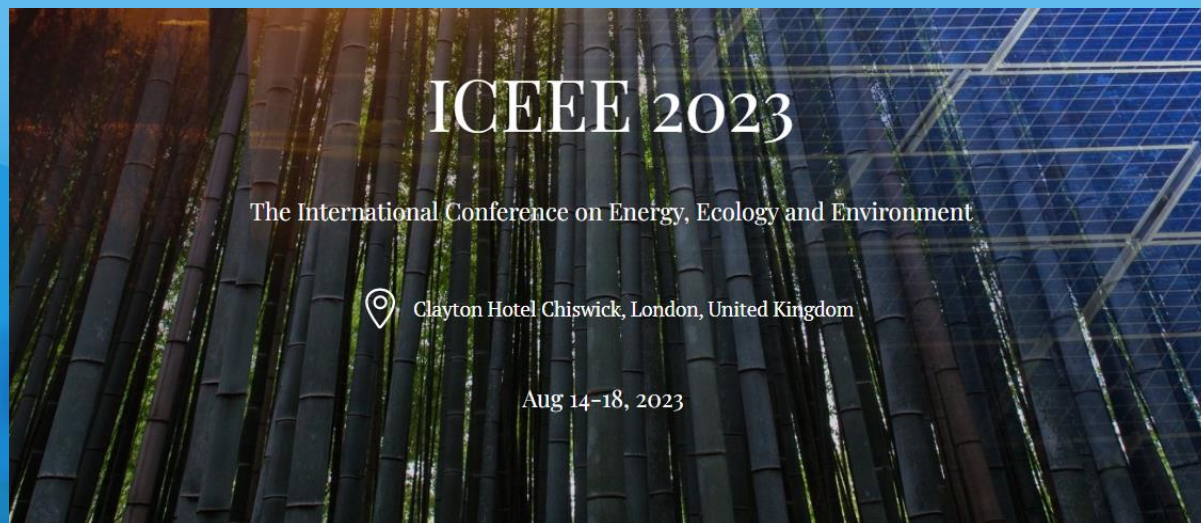 ICEEE 2023
The International Conference on Energy, Ecology and Environment
Clayton Hotel Chiswick, London, United Kingdom
Aug 14-18, 2023